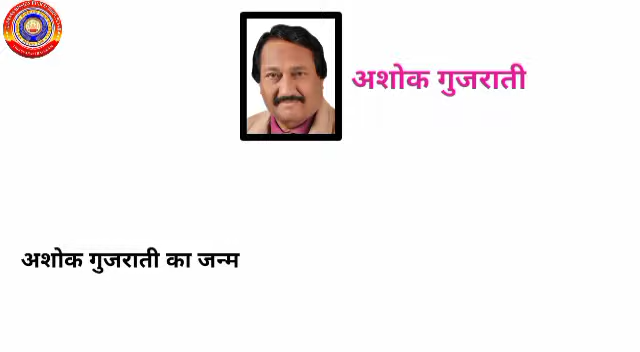 अशोक गुजराती
अशोक गुजराती का जन्म